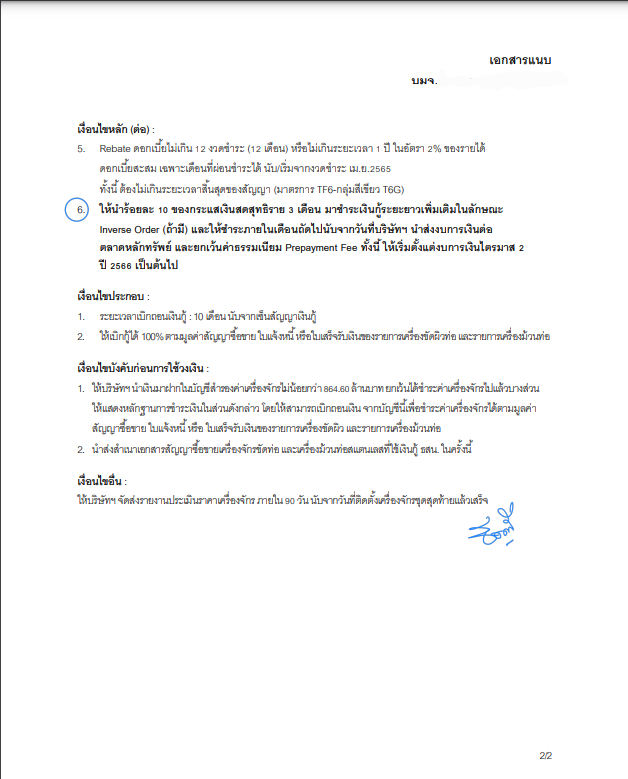 เอกสารแนบ
บมจ.
เงื่อนไขหลัก (ต่อ) :
5. Rebate ดอกเบี้ยไม่เกิน 12 งวดชำระ (12 เดือน) หรือไม่เกินระยะเวลา 1 ปี ในอัตรา 2% ของรายได้
ดอกเบี้ยสะสม เฉพาะเดือนที่ผ่อนชำระได้ นับ/เริ่มจากงวดชำระ เม.ย.2565
ทั้งนี้ ต้องไม่เกินระยะเวลาสิ้นสุดของสัญญา (มาตรการ TF6-กลุ่มสีเขียว T6G)
6. ให้นำร้อยละ 10 ของกระแสเงินสดสุทธิราย 3 เดือน มาชำระเงินกู้ระยะยาวเพิ่มเติมในลักษณะ
Inverse Order (ถ้ามี) และให้ชำระภายในเดือนถัดไปนับจากวันที่บริษัทฯ นำส่งงบการเงินต่อ
ตลาดหลักทรัพย์ และยกเว้นค่าธรรมเนียม Prepayment Fee ทั้งนี้ ให้เริ่มตั้งแต่งบการเงินไตรมาส 2
ปี 2566 เป็นต้นไป
เงื่อนไขประกอบ :
1. ระยะเวลาเบิกถอนเงินกู้ : 10 เดือน นับจากเซ็นสัญญาเงินกู้
2. ให้เบิกกู้ได้ 100% ตามมูลค่าสัญญาซื้อขาย ใบแจ้งหนี้ หรือใบเสร็จรับเงินของรายการเครื่องขัดผิวท่อ และรายการเครื่องม้วนท่อ
เงื่อนไขบังคับก่อนการใช้วงเงิน :
1. ให้บริษัทฯ นำเงินมาฝากในบัญชีสำรองค่าเครื่องจักรไม่น้อยกว่า 864.60 ล้านบาท ยกเว้นได้ชำระค่าเครื่องจักรไปแล้วบางส่วน
ให้แสดงหลักฐานการชำระเงินในส่วนดังกล่าว โดยให้สามารถเบิกถอนเงิน จากบัญชีนี้เพื่อชำระค่าเครื่องจักรได้ตามมูลค่า
สัญญาซื้อขาย ใบแจ้งหนี้ หรือ ใบเสร็จรับเงินของรายการเครื่องขัดผิว และรายการเครื่องม้วนท่อ
2. นำส่งสำเนาเอกสารสัญญาซื้อขายเครื่องจักรขัดท่อ และเครื่องม้วนท่อสแตนเลสที่ใช้เงินกู้ ธสน. ในครั้งนี้
เงื่อนไขอื่น :
ให้บริษัทฯ จัดส่งรายงานประเมินราคาเครื่องจักร ภายใน 90 วัน นับจากวันที่ติดตั้งเครื่องจักรชุดสุดท้ายแล้วเสร็จ
2/2